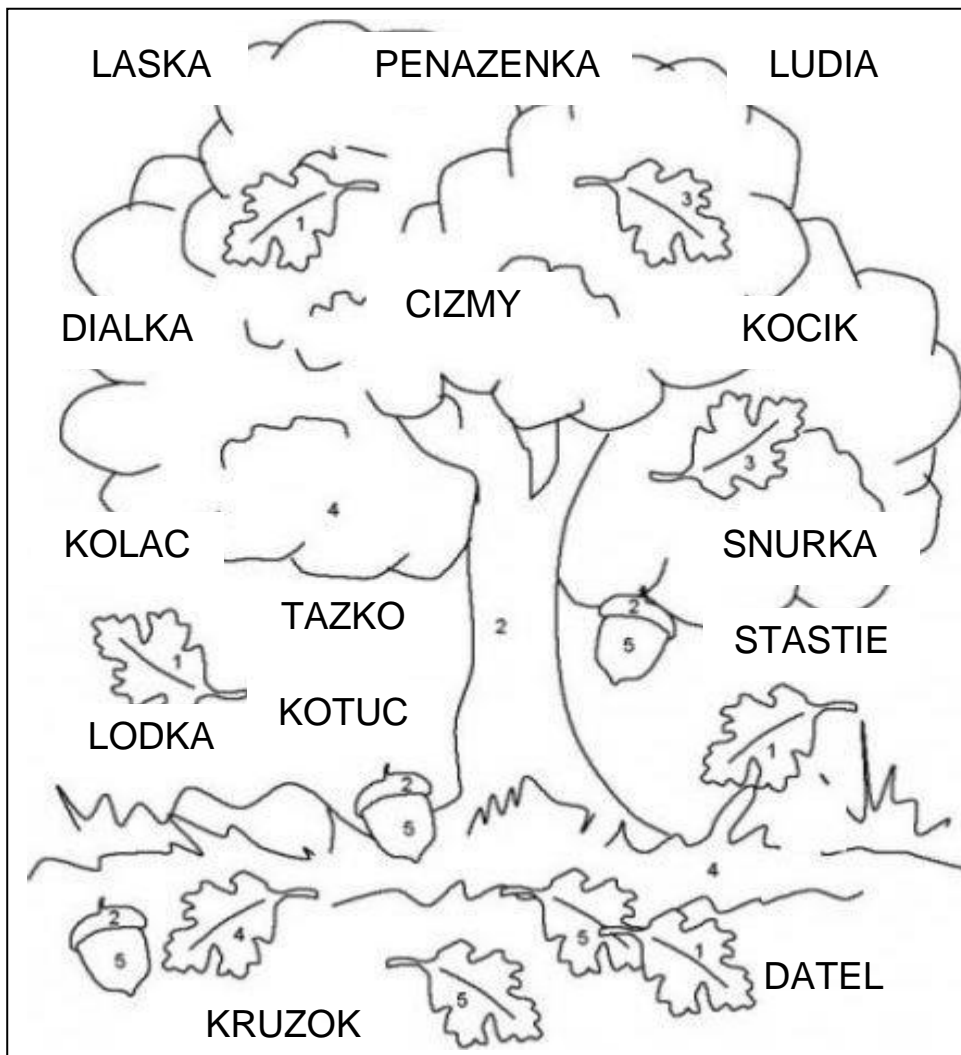 LASKA PENAZENKA LUDIA
1 3
CIZMY
DIALKA KOCIK
3
4
KOLAC SNURKA
TAZKO 2 2
5 STASTIE
1
KOTUC
LODKA 1
2
5
4
2 4 5 1
5
DATEL
5
KRUZOK